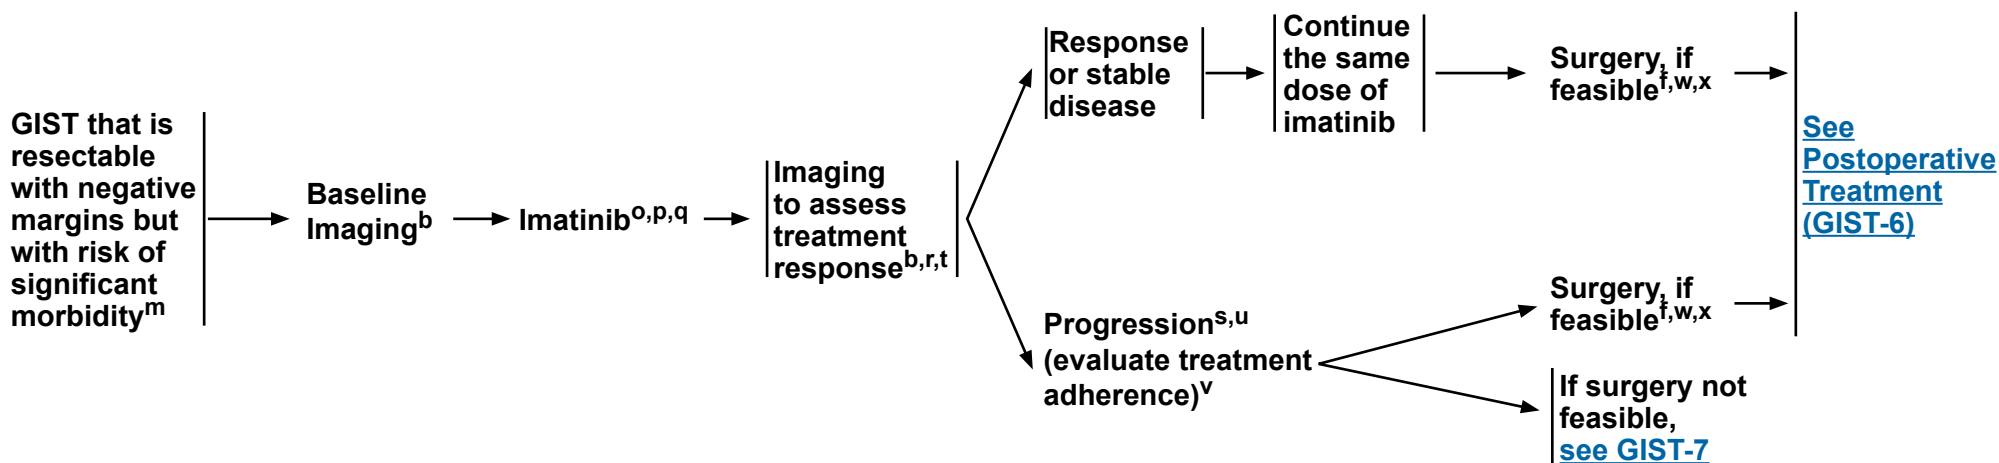 GIST that is
resectable
with negative
margins but
with risk of
significant
morbidity^m
Baseline
Imaging^b
Imatinib^o,p,q
Imaging
to assess
treatment
response^b,r,t
Response
or stable
disease
Continue
the same
dose of
imatinib
Surgery, if
feasible^f,w,x
Progression^s,u
(evaluate treatment
adherence)^v
Surgery, if
feasible^f,w,x
If surgery not
feasible,
see GIST-7
See
Postoperative
Treatment
(GIST-6)